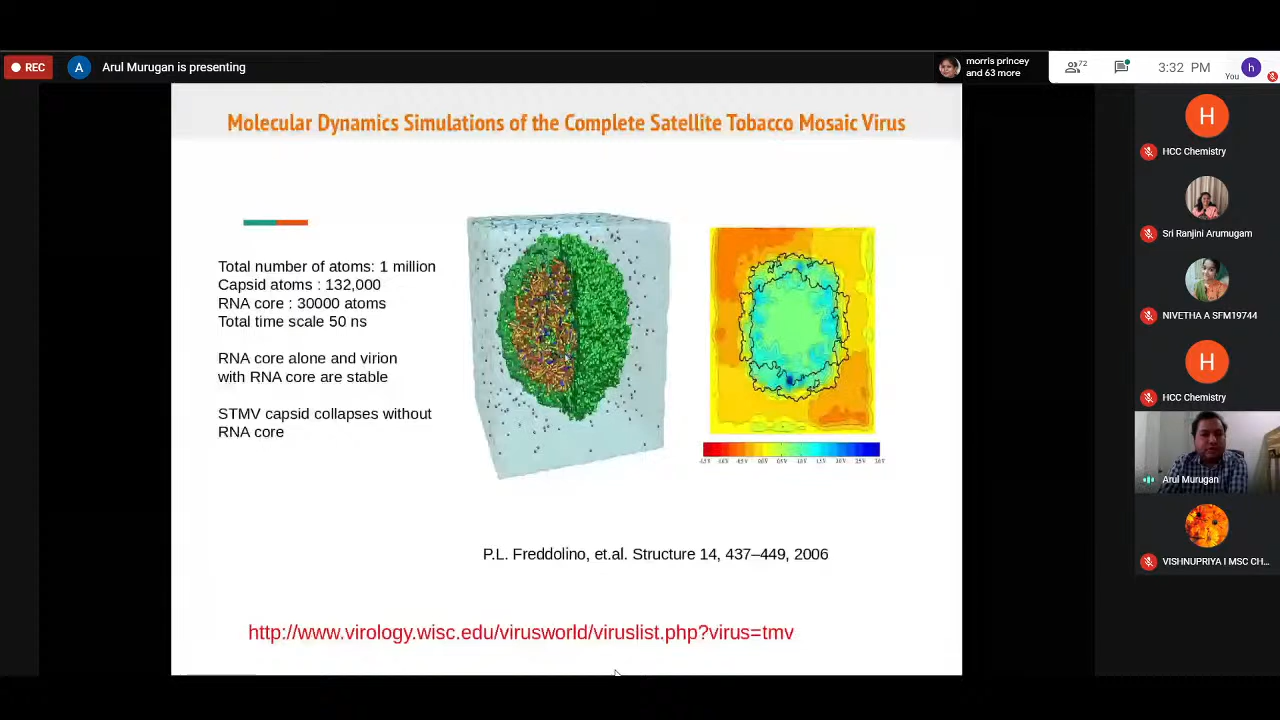 REC
A
Arul Murugan is presenting
morris princey
and 63 more
72
3:32 PM
You
h
Molecular Dynamics Simulations of the Complete Satellite Tobacco Mosaic Virus
Total number of atoms: 1 million
Capsid atoms : 132,000
RNA core : 30000 atoms
Total time scale 50 ns
RNA core alone and virion
with RNA core are stable
STMV capsid collapses without
RNA core
P.L. Freddolino, et.al. Structure 14, 437–449, 2006
http://www.virology.wisc.edu/virusworld/viruslist.php?virus=tmv
H
HCC Chemistry
Sri Ranjini Arumugam
NIVETHA A SFM19744
H
HCC Chemistry
Arul Murugan
VISHNUPRIYA I MSC CH...